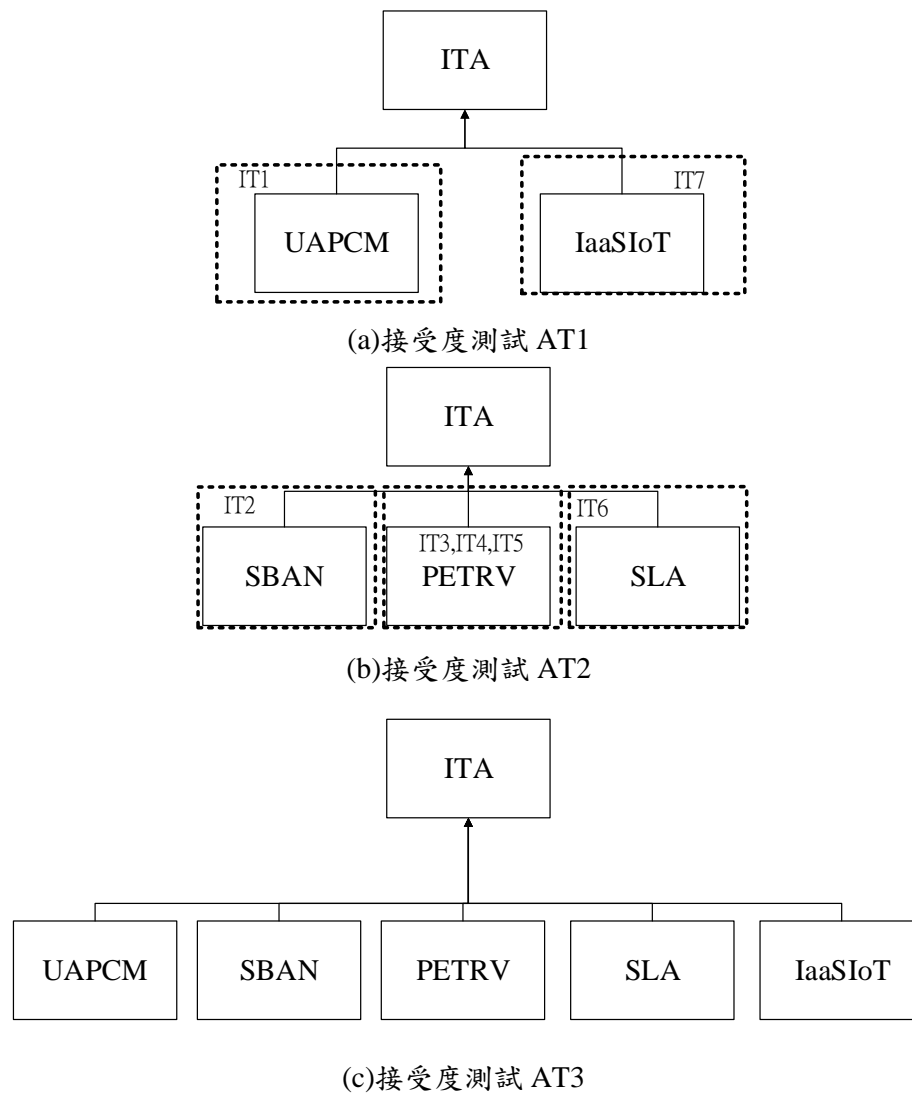 ITA
IT1
IT7
UAPCM
IaaSIoT
(a)接受度測試 AT1
ITA
IT2
IT6
IT3,IT4,IT5
SBAN
PETRV
SLA
(b)接受度測試 AT2
ITA
UAPCM
SBAN
PETRV
SLA
IaaSIoT
(c)接受度測試 AT3